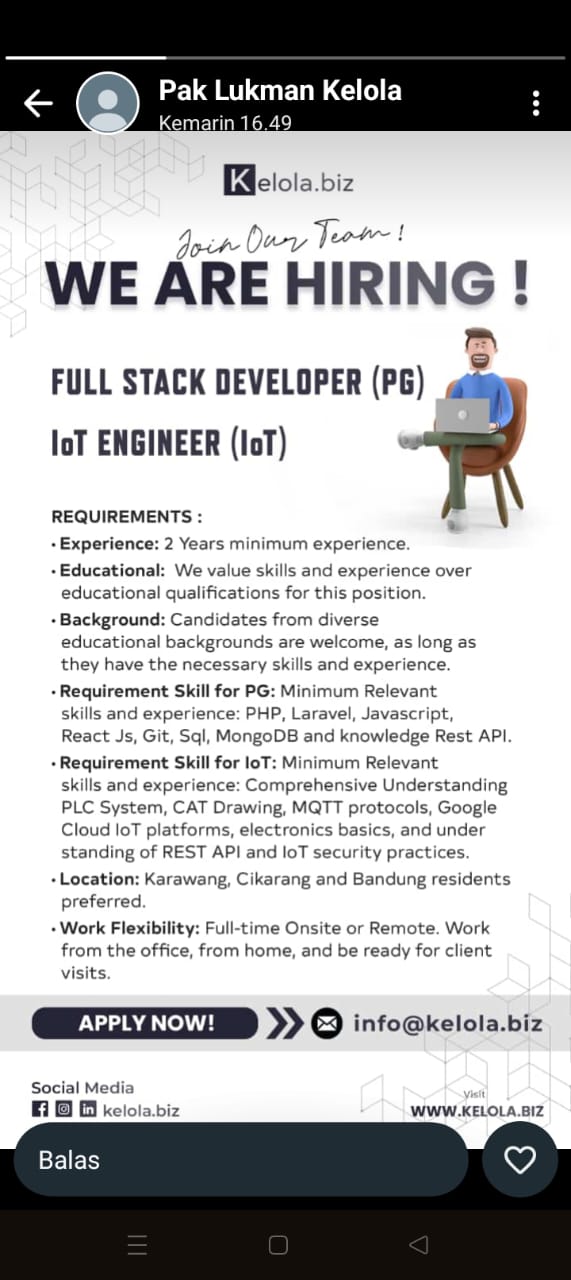 Pak Lukman Kelola
Kemarin 16.49
Kelola.biz
Join Our Team !
WE ARE HIRING !
FULL STACK DEVELOPER (PG)
IoT ENGINEER (IoT)
REQUIREMENTS :
• Experience: 2 Years minimum experience.
• Educational: We value skills and experience over
educational qualifications for this position.
• Background: Candidates from diverse
educational backgrounds are welcome, as long as
they have the necessary skills and experience.
• Requirement Skill for PG: Minimum Relevant
skills and experience: PHP, Laravel, Javascript,
React Js, Git, Sql, MongoDB and knowledge Rest API.
• Requirement Skill for IoT: Minimum Relevant
skills and experience: Comprehensive Understanding
PLC System, CAT Drawing, MQTT protocols, Google
Cloud IoT platforms, electronics basics, and under
standing of REST API and IoT security practices.
• Location: Karawang, Cikarang and Bandung residents
preferred.
• Work Flexibility: Full-time Onsite or Remote. Work
from the office, from home, and be ready for client
visits.
APPLY NOW!
info@kelola.biz
Social Media
kelola.biz
Visit
WWW.KELOLA.BIZ
Balas